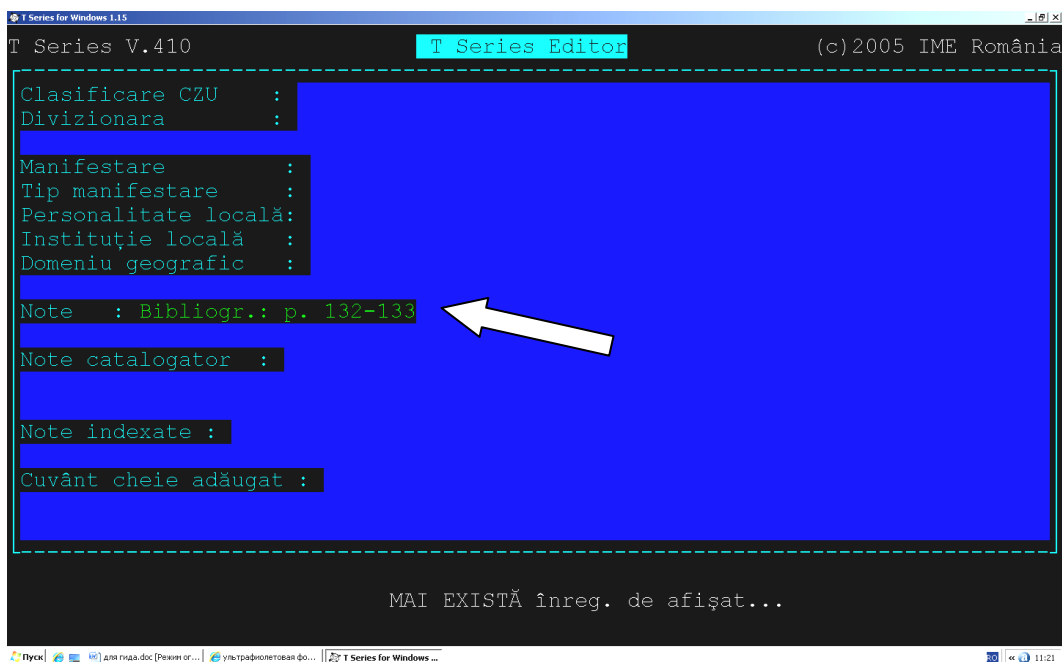 T Series for Windows 1.15
T Series V.410 T Series Editor (c)2005 IME România
Clasificare CZU :
Divizionara :
Manifestare :
Tip manifestare :
Personalitate locală:
Instituție locală :
Domeniu geografic :
Note : Bibliogr.: p. 132-133
Note catalogator :
Note indexate :
Cuvânt cheie adăugat :
MAI EXISTĂ înreg. de afișat...
Пуск для гида.doc [Режим ог... ультрафиолетовая фо... T Series for Windows ... RO « 11:21